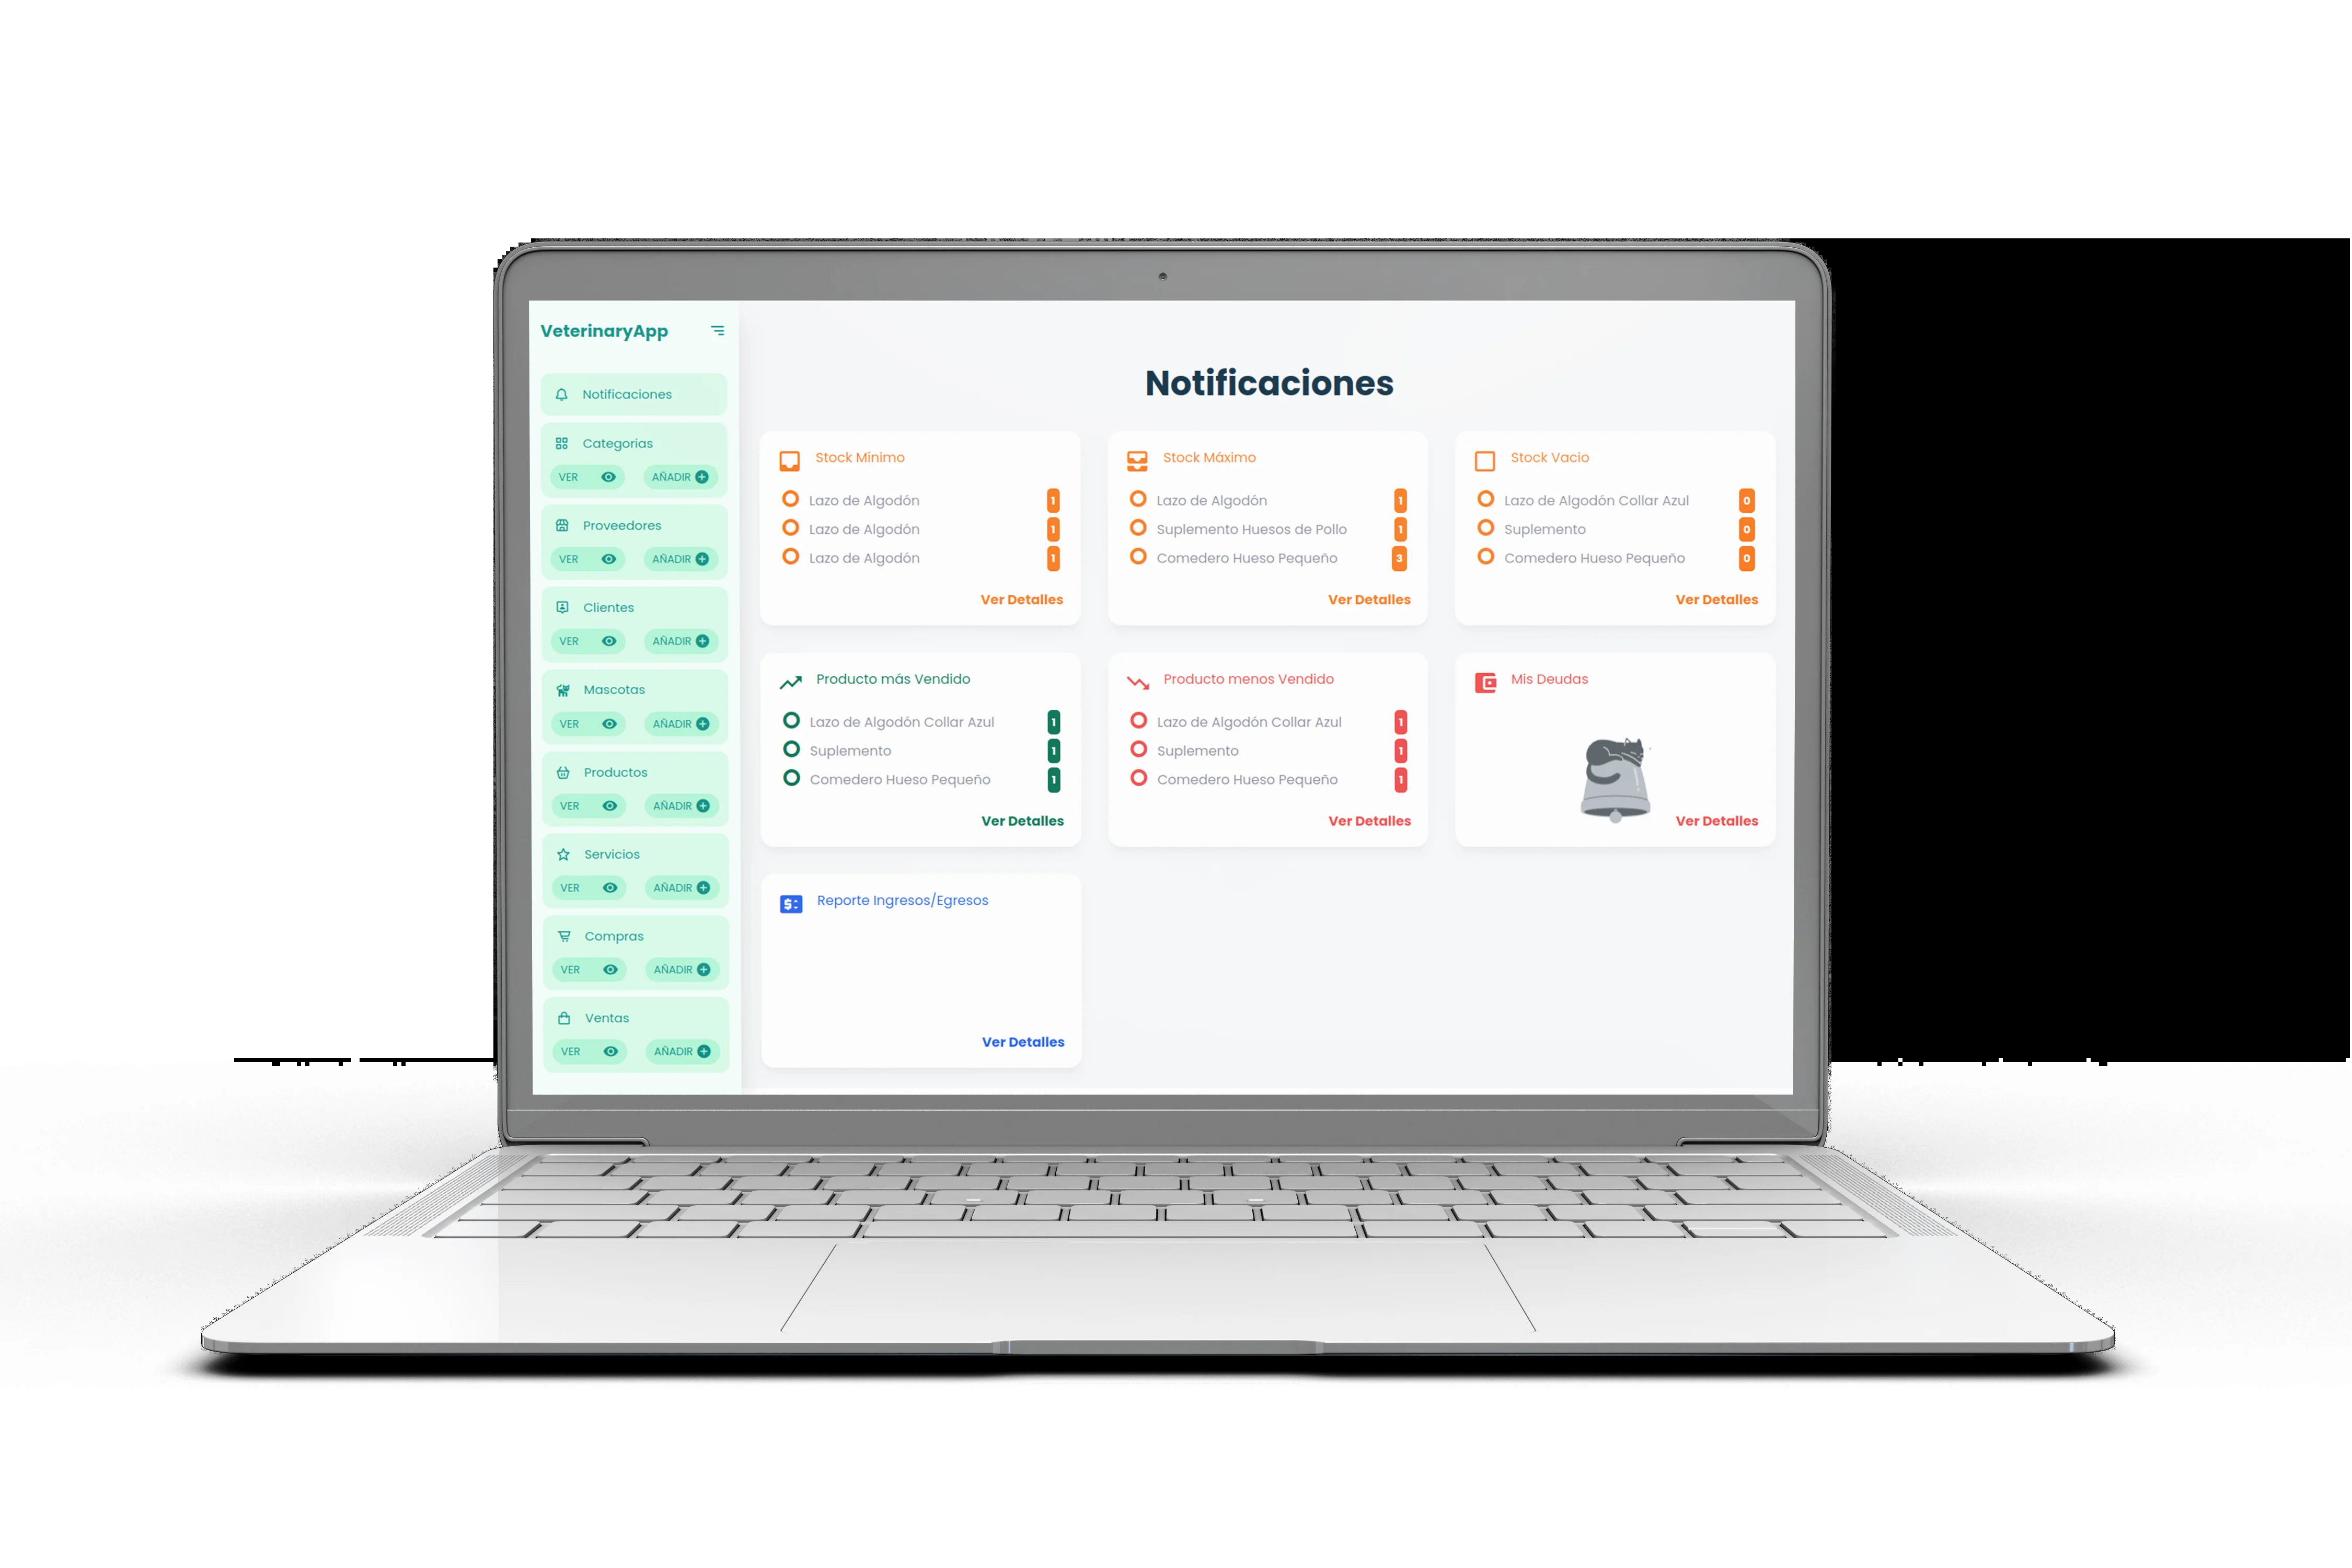 VeterinaryApp
Notificaciones
Categorias
VER AÑADIR
Proveedores
VER AÑADIR
Clientes
VER AÑADIR
Mascotas
VER AÑADIR
Productos
VER AÑADIR
Servicios
VER AÑADIR
Compras
VER AÑADIR
Ventas
VER AÑADIR
Notificaciones
Stock Mínimo
Lazo de Algodón 1
Lazo de Algodón 1
Lazo de Algodón 1
Ver Detalles
Stock Máximo
Lazo de Algodón 1
Suplemento Huesos de Pollo 1
Comedero Hueso Pequeño 3
Ver Detalles
Stock Vacio
Lazo de Algodón Collar Azul 0
Suplemento 0
Comedero Hueso Pequeño 0
Ver Detalles
Producto más Vendido
Lazo de Algodón Collar Azul 1
Suplemento 1
Comedero Hueso Pequeño 1
Ver Detalles
Producto menos Vendido
Lazo de Algodón Collar Azul 1
Suplemento 1
Comedero Hueso Pequeño 1
Ver Detalles
Mis Deudas
Ver Detalles
Reporte Ingresos/Egresos
Ver Detalles